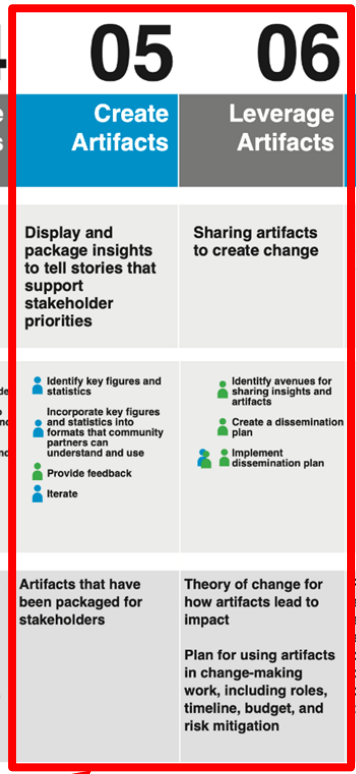 05
Create
Artifacts
Display and
package insights
to tell stories that
support
stakeholder
priorities
Identify key figures and
statistics
Incorporate key figures
and statistics into
formats that community
partners can
understand and use
Provide feedback
Iterate
Artifacts that have
been packaged for
stakeholders
06
Leverage
Artifacts
Sharing artifacts
to create change
Identitfy avenues for
sharing insights and
artifacts
Create a dissemination
plan
Implement
dissemination plan
Theory of change for
how artifacts lead to
impact
Plan for using artifacts
in change-making
work, including roles,
timeline, budget, and
risk mitigation